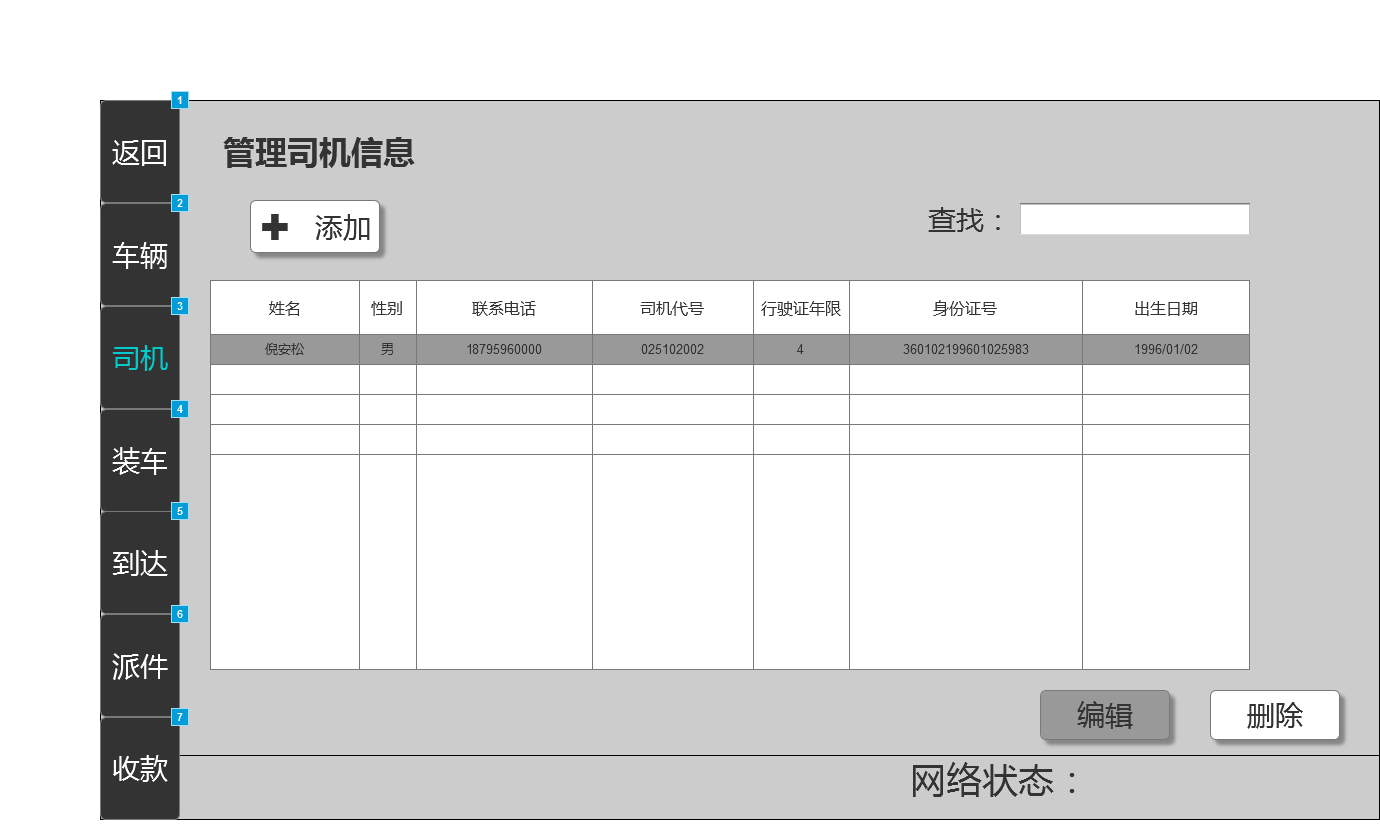 1
返回
管理司机信息
2
添加
查找：
车辆
3
姓名 性别 联系电话 司机代号 行驶证年限 身份证号 出生日期
倪安松 男 18795960000 025102002 4 360102199601025983 1996/01/02
司机
4
装车
5
到达
6
派件
7
编辑 删除
收款
网络状态：